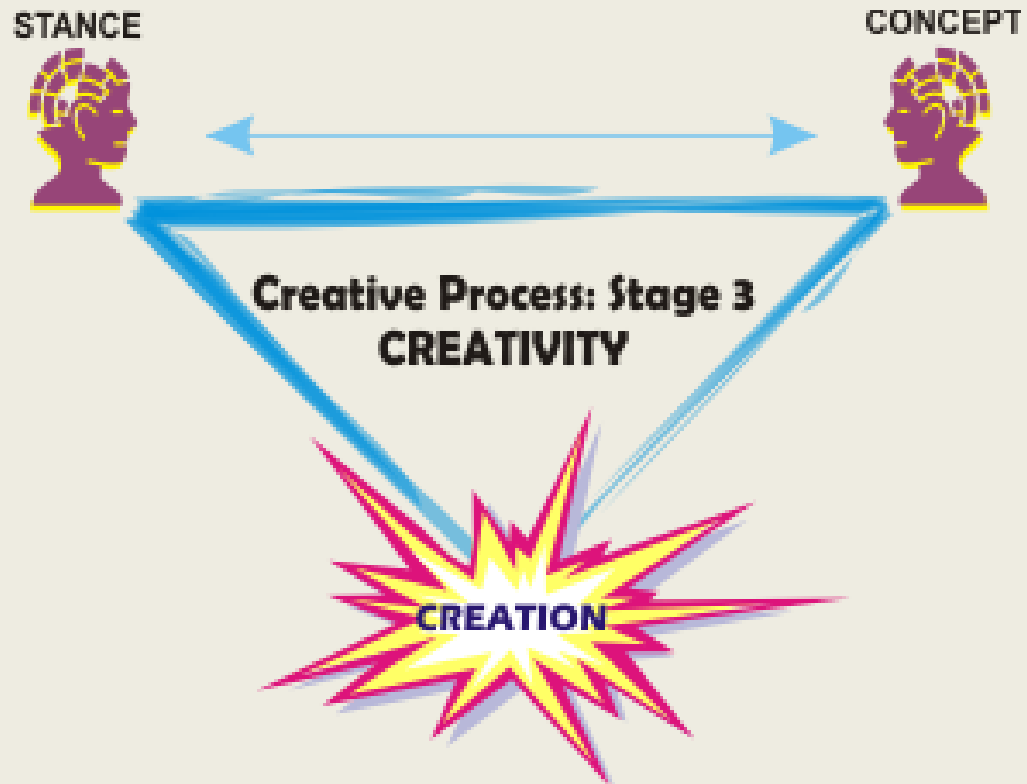 STANCE
CONCEPT
Creative Process: Stage 3
CREATIVITY
CREATION